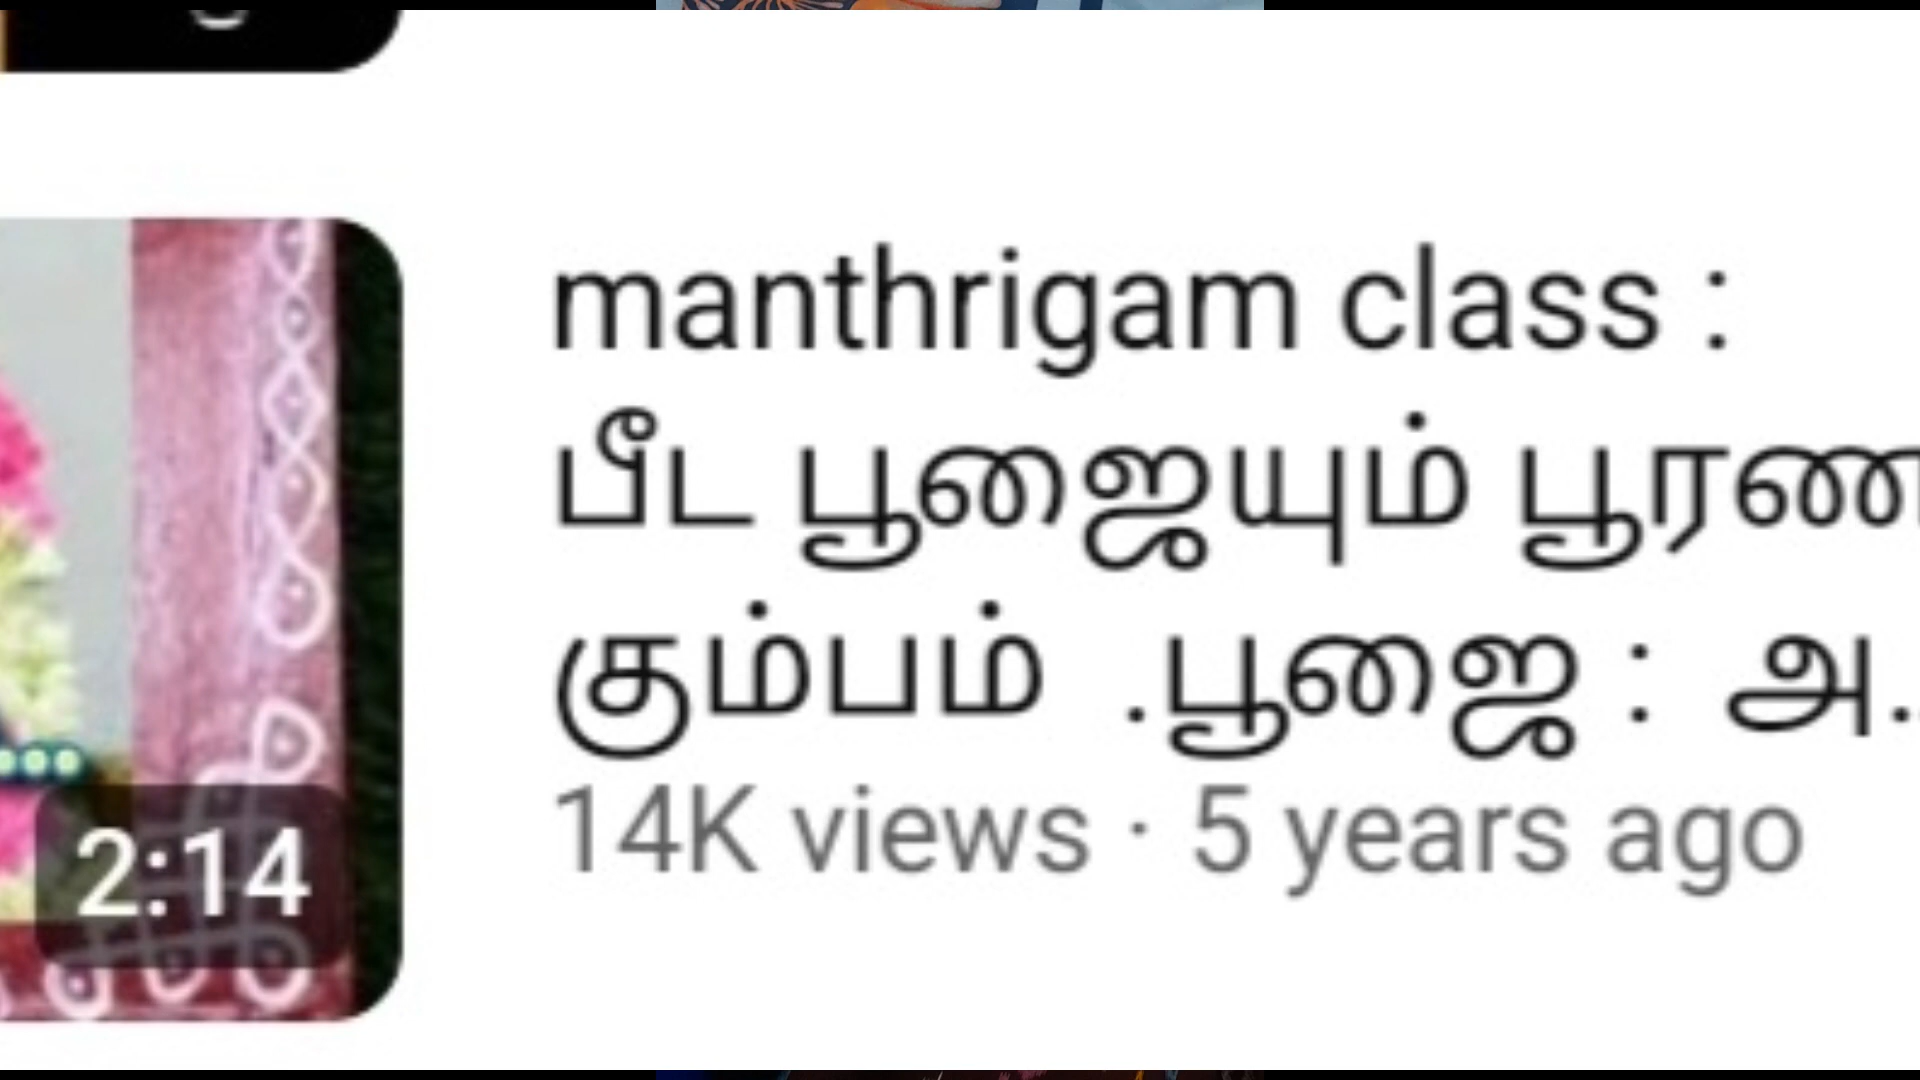 manthrigam class :
பீட பூஜையும் பூரண
கும்பம்  .பூஜை :  அ..
14K views · 5 years ago
2:14